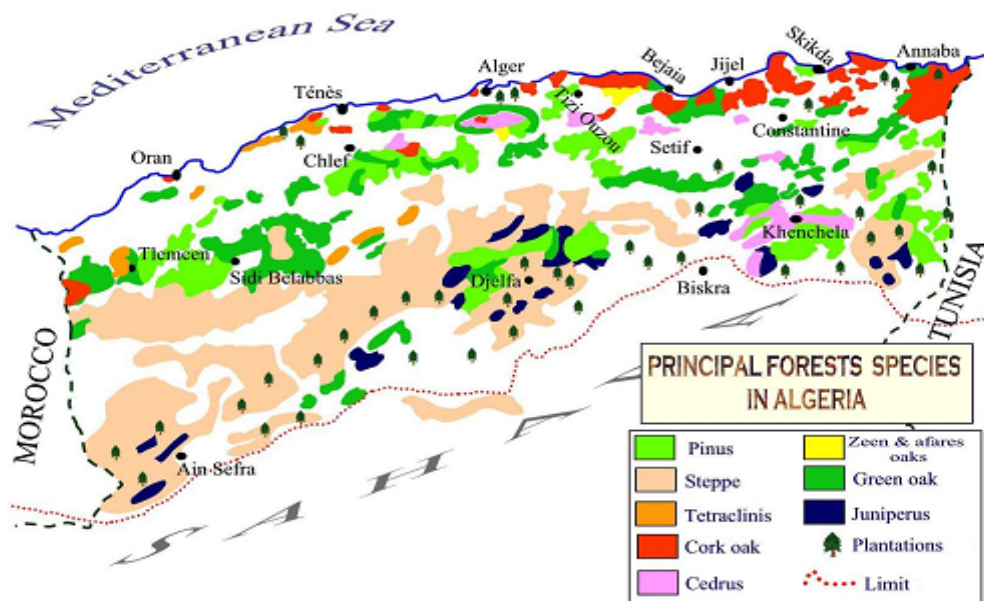 Mediterranean Sea
Skikda
Annaba
Jijel
Bejaia
Alger
Tizi Ouzou
Ténès
Constantine
Setif
Chlef
Oran
Khenchela
Tlemcen
Sidi Belabbas
Djelfa
Biskra
MOROCCO
TUNISIA
Ain Sefra
SAHARA
PRINCIPAL FORESTS SPECIES
IN ALGERIA
Pinus
Zeen & afares
oaks
Steppe
Green oak
Tetraclinis
Juniperus
Cork oak
Plantations
Cedrus
Limit